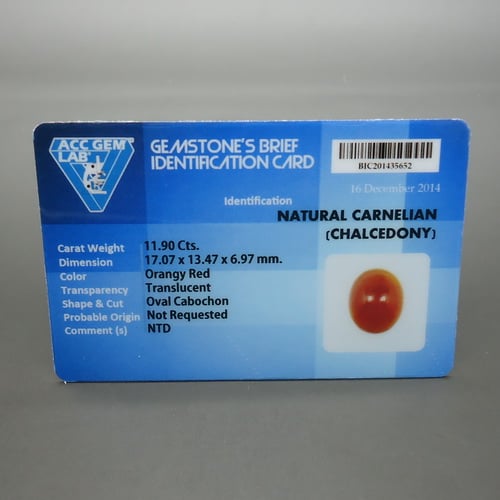 ACC GEM
LAB®
GEMSTONE'S BRIEF
IDENTIFICATION CARD
BIC201435652
16 December 2014
Identification
NATURAL CARNELIAN
(CHALCEDONY)
Carat Weight 11.90 Cts.
Dimension 17.07 x 13.47 x 6.97 mm.
Color Orangy Red
Transparency Translucent
Shape & Cut Oval Cabochon
Probable Origin Not Requested
Comment (s) NTD